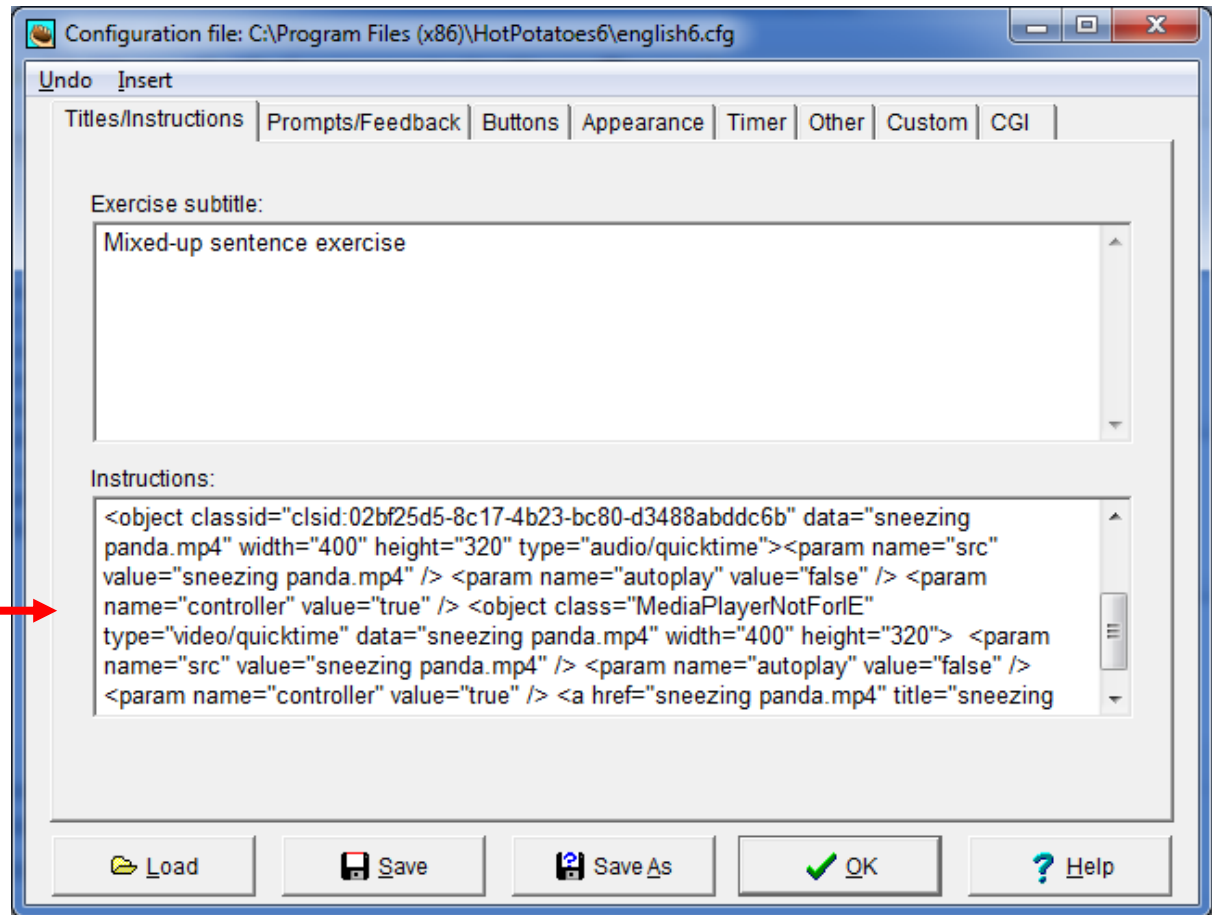 Configuration file: C:\Program Files (x86)\HotPotatoes6\english6.cfg
Undo Insert
Titles/Instructions Prompts/Feedback Buttons Appearance Timer Other Custom CGI
Exercise subtitle:
Mixed-up sentence exercise
Instructions:
<object classid="clsid:02bf25d5-8c17-4b23-bc80-d3488abddc6b" data="sneezing
panda.mp4" width="400" height="320" type="audio/quicktime"><param name="src"
value="sneezing panda.mp4" /> <param name="autoplay" value="false" /> <param
name="controller" value="true" /> <object class="MediaPlayerNotForIE"
type="video/quicktime" data="sneezing panda.mp4" width="400" height="320">  <param
name="src" value="sneezing panda.mp4" /> <param name="autoplay" value="false" />
<param name="controller" value="true" /> <a href="sneezing panda.mp4" title="sneezing
Load Save Save As OK Help